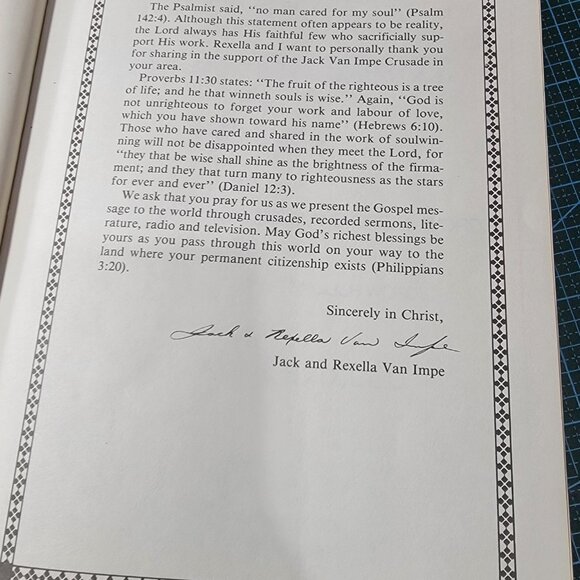 The Psalmist said, ‘‘no man cared for my soul’’ (Psalm
142:4). Although this statement often appears to be reality,
the Lord always has His faithful few who sacrificially sup-
port His work. Rexella and I want to personally thank you
for sharing in the support of the Jack Van Impe Crusade in
your area.
Proverbs 11:30 states: ‘‘The fruit of the righteous is a tree
of life; and he that winneth souls is wise.’’ Again, ‘‘God is
not unrighteous to forget your work and labour of love,
which you have shown toward his name’’ (Hebrews 6:10).
Those who have cared and shared in the work of soulwin-
ning will not be disappointed when they meet the Lord, for
‘‘they that be wise shall shine as the brightness of the firma-
ment; and they that turn many to righteousness as the stars
for ever and ever’’ (Daniel 12:3).
We ask that you pray for us as we present the Gospel mes-
sage to the world through crusades, recorded sermons, lite-
rature, radio and television. May God's richest blessings be
yours as you pass through this world on your way to the
land where your permanent citizenship exists (Philippians
3:20).
Sincerely in Christ,
Jack & Rexella Van Impe
Jack and Rexella Van Impe